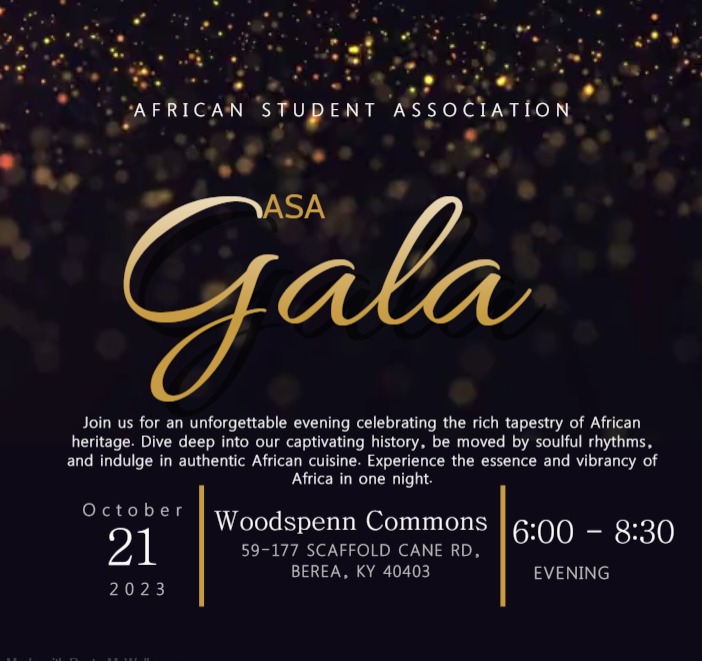 AFRICAN STUDENT ASSOCIATION
ASA
Gala
Join us for an unforgettable evening celebrating the rich tapestry of African
heritage. Dive deep into our captivating history, be moved by soulful rhythms,
and indulge in authentic African cuisine. Experience the essence and vibrancy of
Africa in one night.
October
21
2023
Woodspenn Commons
59-177 SCAFFOLD CANE RD,
BEREA, KY 40403
6:00 - 8:30
EVENING